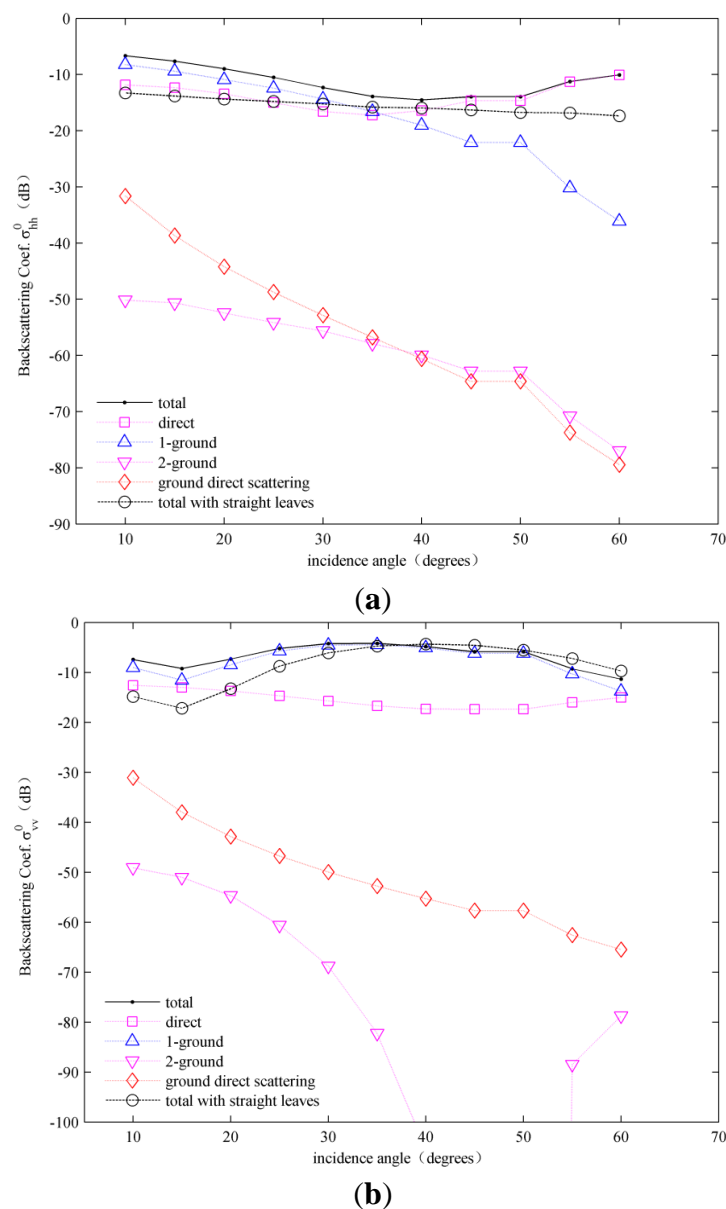 0
-10
-20
-30
-40
-50
-60
-70
-80
-90
Backscattering Coef. σ⁰hh（dB）
total
direct
1-ground
2-ground
ground direct scattering
total with straight leaves
10 20 30 40 50 60 70
incidence angle（degrees）
(a)
0
-10
-20
-30
-40
-50
-60
-70
-80
-90
-100
Backscattering Coef. σ⁰vv（dB）
total
direct
1-ground
2-ground
ground direct scattering
total with straight leaves
10 20 30 40 50 60 70
incidence angle（degrees）
(b)